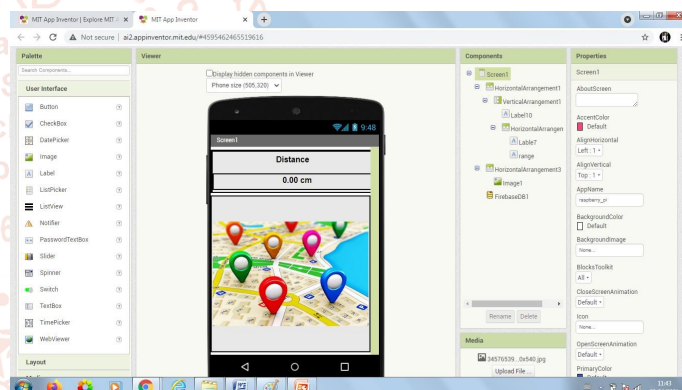 MIT App Inventor | Explore MIT A
MIT App Inventor
Not secure | ai2.appinventor.mit.edu/#4595462465519616
Palette
Search Components...
User Interface
Button
CheckBox
DatePicker
Image
Label
ListPicker
ListView
Notifier
PasswordTextBox
Slider
Spinner
Switch
TextBox
TimePicker
WebViewer
Layout
Viewer
Display hidden components in Viewer
Phone size (505,320)
9:48
Screen1
Distance
0.00 cm
Components
Screen1
HorizontalArrangement1
VerticalArrangement1
Label10
HorizontalArrangen
Lable7
range
HorizontalArrangement3
Image1
FirebaseDB1
Rename Delete
Media
34576539...0x540.jpg
Upload File ...
Properties
Screen1
AboutScreen
AccentColor
Default
AlignHorizontal
Left : 1
AlignVertical
Top : 1
AppName
raspberry_pi
BackgroundColor
Default
BackgroundImage
None...
BlocksToolkit
All
CloseScreenAnimation
Default
Icon
None...
OpenScreenAnimation
Default
PrimaryColor
Default
11:43